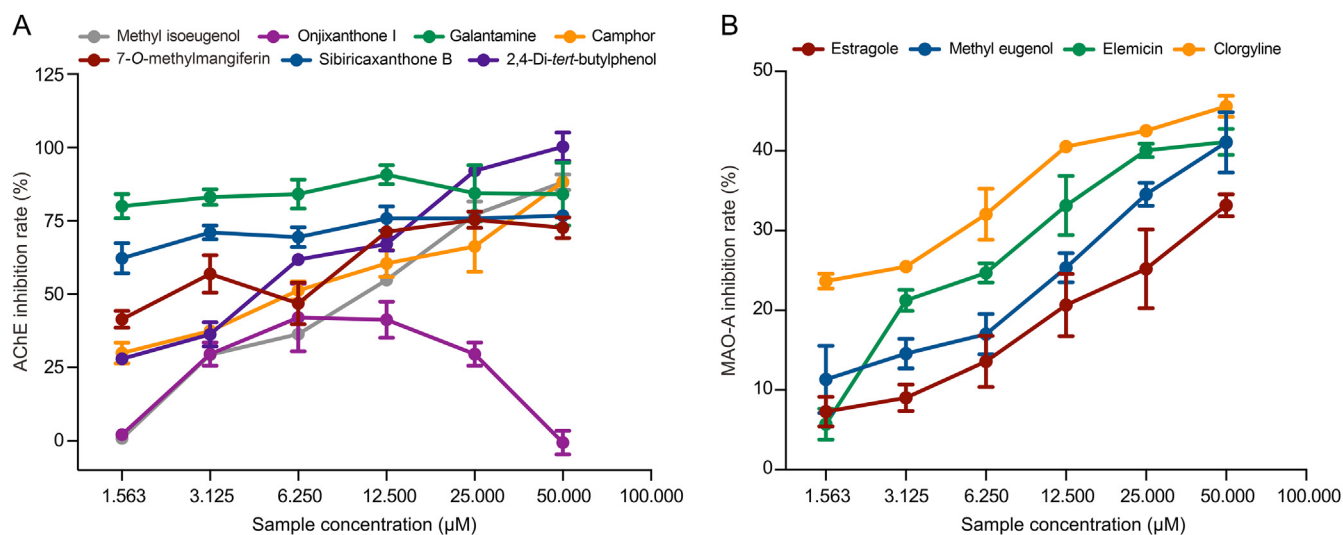 A
Methyl isoeugenol Onjixanthone I Galantamine Camphor
7-O-methylmangiferin Sibiricaxanthone B 2,4-Di-tert-butylphenol
AChE inhibition rate (%)
125
100
75
50
25
0
1.563 3.125 6.250 12.500 25.000 50.000 100.000
Sample concentration (μM)
B
Estragole Methyl eugenol Elemicin Clorgyline
MAO-A inhibition rate (%)
50
40
30
20
10
0
1.563 3.125 6.250 12.500 25.000 50.000 100.000
Sample concentration (μM)